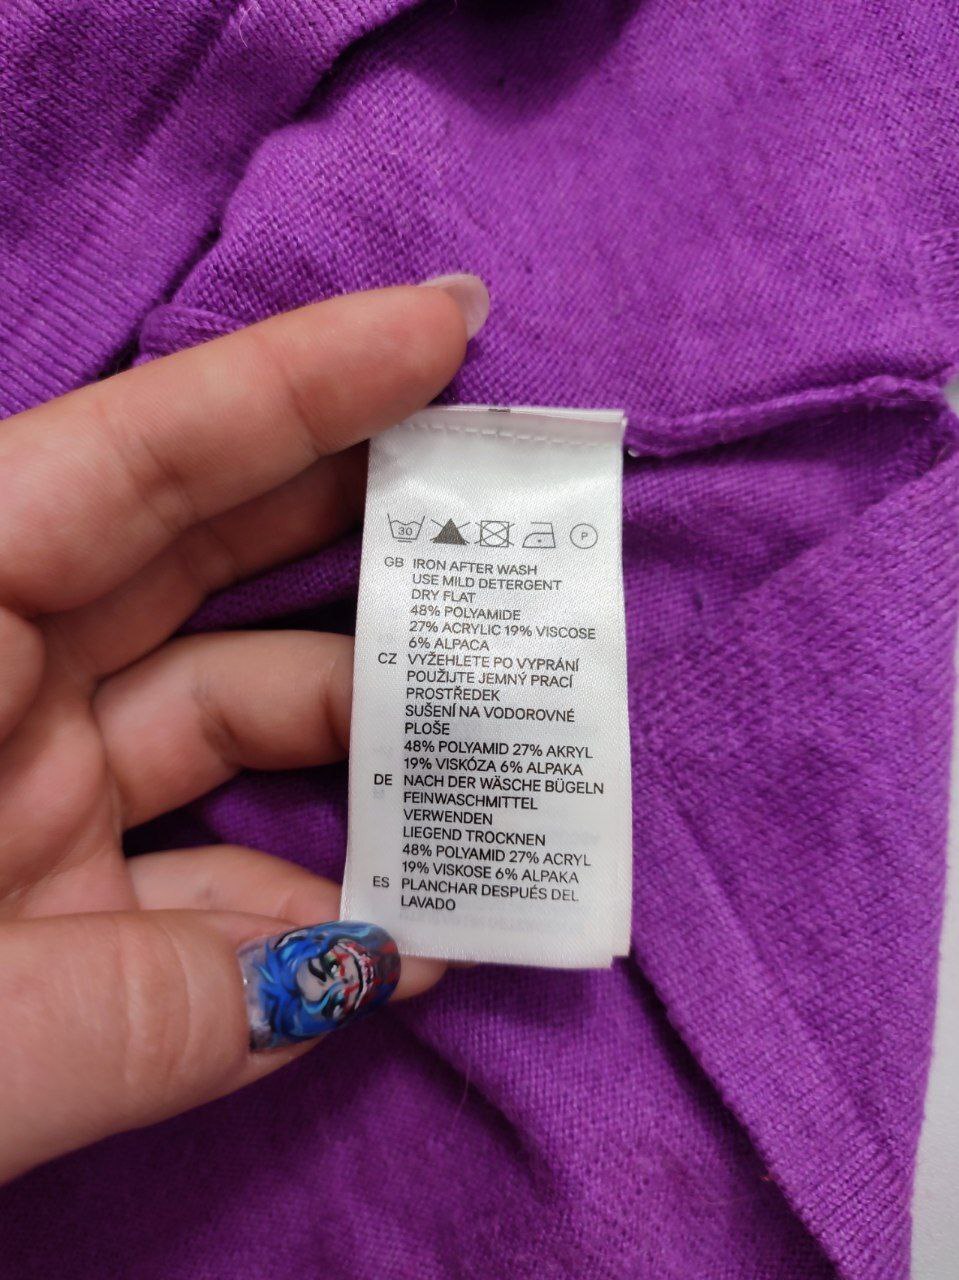 30 P
GB IRON AFTER WASH
USE MILD DETERGENT
DRY FLAT
48% POLYAMIDE
27% ACRYLIC 19% VISCOSE
6% ALPACA
CZ VYŽEHLETE PO VYPRÁNÍ
POUŽIJTE JEMNÝ PRACÍ
PROSTŘEDEK
SUŠENÍ NA VODOROVNÉ
PLOŠE
48% POLYAMID 27% AKRYL
19% VISKÓZA 6% ALPAKA
DE NACH DER WÄSCHE BÜGELN
FEINWASCHMITTEL
VERWENDEN
LIEGEND TROCKNEN
48% POLYAMID 27% ACRYL
19% VISKOSE 6% ALPAKA
ES PLANCHAR DESPUÉS DEL
LAVADO